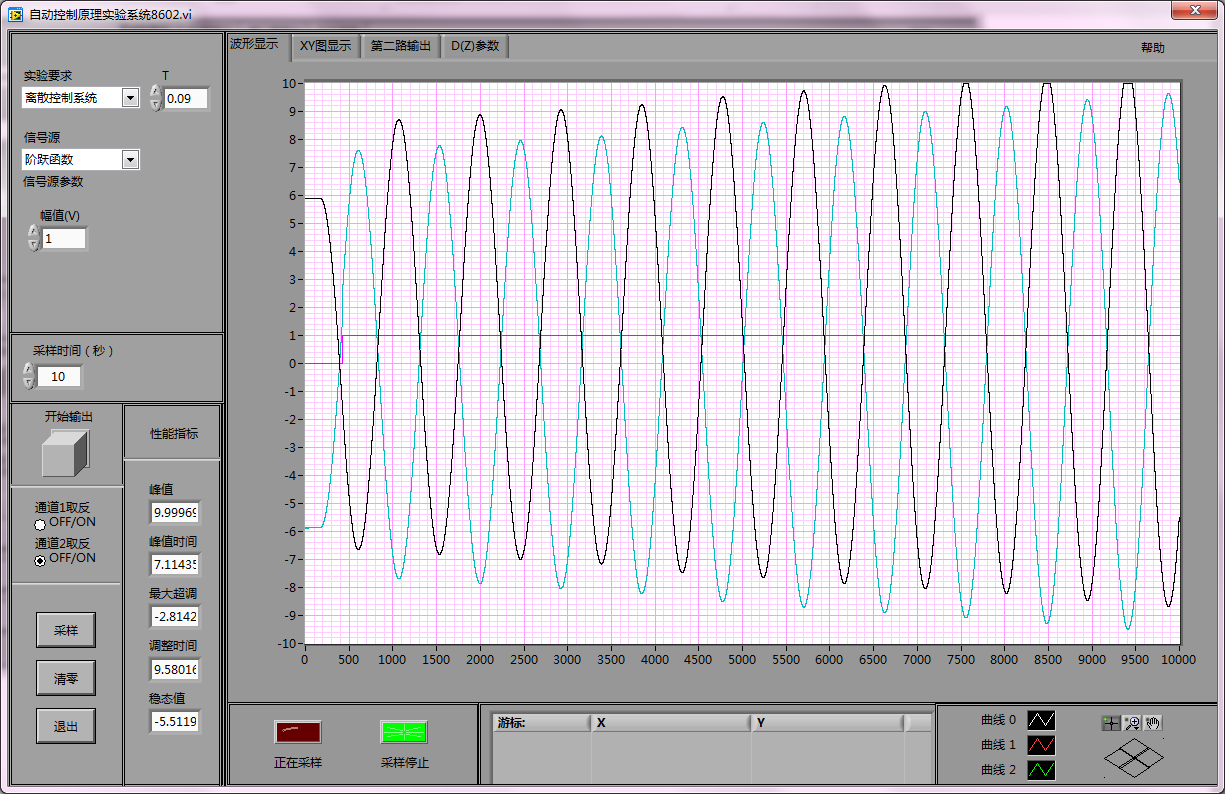 自动控制原理实验系统8602.vi
波形显示
XY图显示
第二路输出
D(Z)参数
帮助
实验要求
T
离散控制系统
0.09
信号源
阶跃函数
信号源参数
幅值(V)
1
采样时间（秒）
10
开始输出
性能指标
通道1取反
OFF/ON
通道2取反
OFF/ON
采样
清零
退出
峰值
9.99969
峰值时间
7.11435
最大超调
-2.8142
调整时间
9.58016
稳态值
-5.5119
10
9
8
7
6
5
4
3
2
1
0
-1
-2
-3
-4
-5
-6
-7
-8
-9
-10
0 500 1000 1500 2000 2500 3000 3500 4000 4500 5000 5500 6000 6500 7000 7500 8000 8500 9000 9500 10000
正在采样
采样停止
游标: X Y
曲线 0
曲线 1
曲线 2